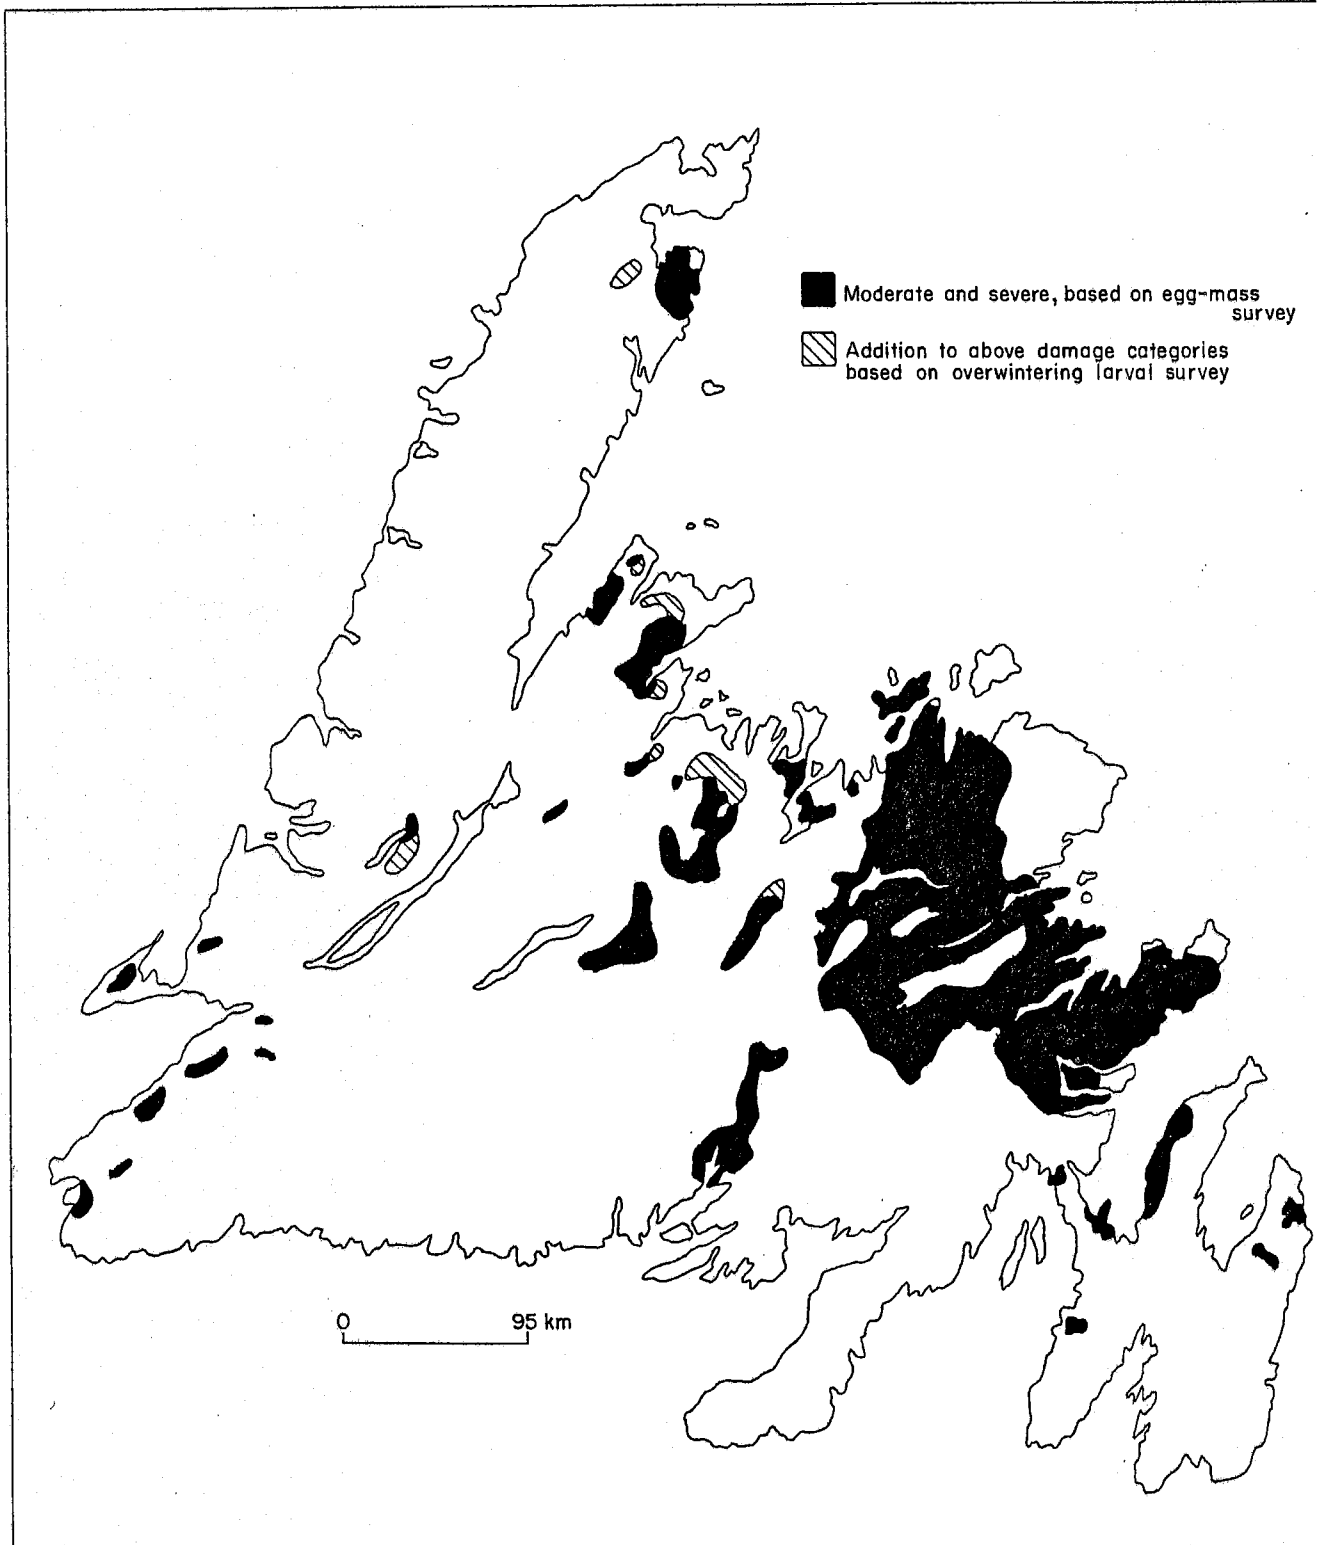 Moderate and severe, based on egg-mass
survey
Addition to above damage categories
based on overwintering larval survey
0 95 km